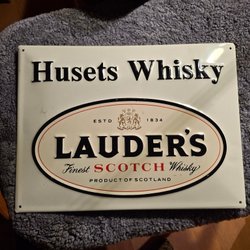 Husets Whisky
ESTD 1834
LAUDER'S
Finest SCOTCH Whisky
PRODUCT OF SCOTLAND